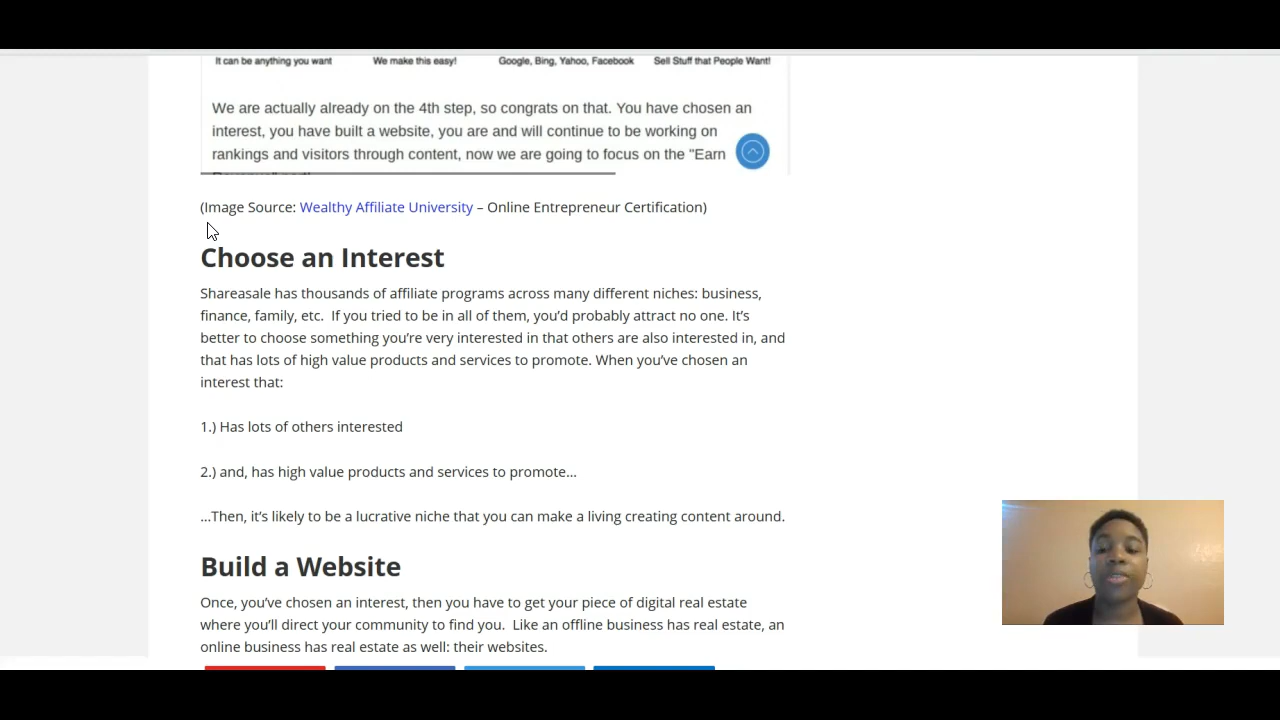 It can be anything you want We make this easy! Google, Bing, Yahoo, Facebook Sell Stuff that People Want!
We are actually already on the 4th step, so congrats on that. You have chosen an
interest, you have built a website, you are and will continue to be working on
rankings and visitors through content, now we are going to focus on the "Earn
(Image Source: Wealthy Affiliate University – Online Entrepreneur Certification)
Choose an Interest
Shareasale has thousands of affiliate programs across many different niches: business,
finance, family, etc. If you tried to be in all of them, you'd probably attract no one. It's
better to choose something you're very interested in that others are also interested in, and
that has lots of high value products and services to promote. When you've chosen an
interest that:
1.) Has lots of others interested
2.) and, has high value products and services to promote…
…Then, it's likely to be a lucrative niche that you can make a living creating content around.
Build a Website
Once, you've chosen an interest, then you have to get your piece of digital real estate
where you'll direct your community to find you. Like an offline business has real estate, an
online business has real estate as well: their websites.